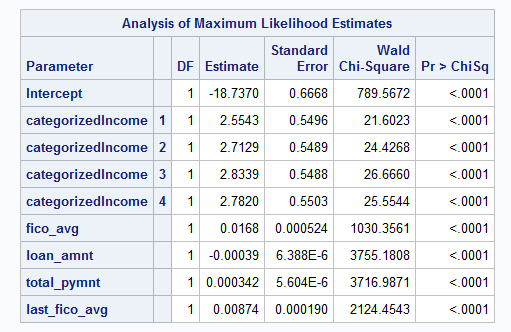 Analysis of Maximum Likelihood Estimates
Parameter DF Estimate Standard Error Wald Chi-Square Pr > ChiSq
Intercept 1 -18.7370 0.6668 789.5672 <.0001
categorizedIncome 1 1 2.5543 0.5496 21.6023 <.0001
categorizedIncome 2 1 2.7129 0.5489 24.4268 <.0001
categorizedIncome 3 1 2.8339 0.5488 26.6660 <.0001
categorizedIncome 4 1 2.7820 0.5503 25.5544 <.0001
fico_avg 1 0.0168 0.000524 1030.3561 <.0001
loan_amnt 1 -0.00039 6.388E-6 3755.1808 <.0001
total_pymnt 1 0.000342 5.604E-6 3716.9871 <.0001
last_fico_avg 1 0.00874 0.000190 2124.4543 <.0001